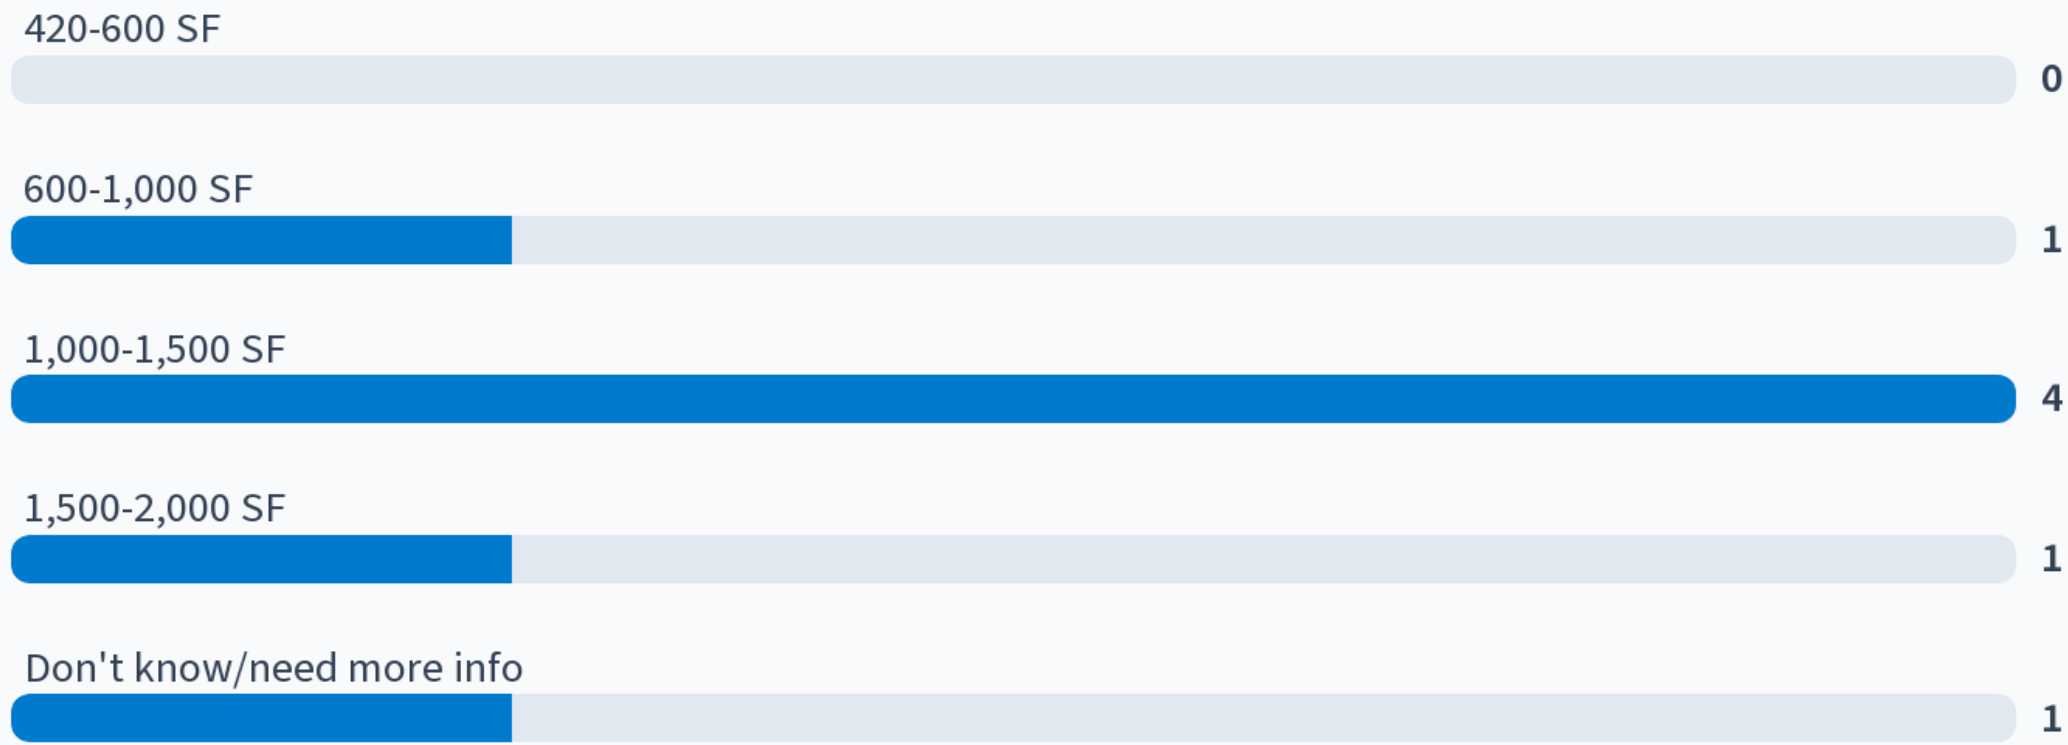 420-600 SF
0
600-1,000 SF
1
1,000-1,500 SF
4
1,500-2,000 SF
1
Don't know/need more info
1